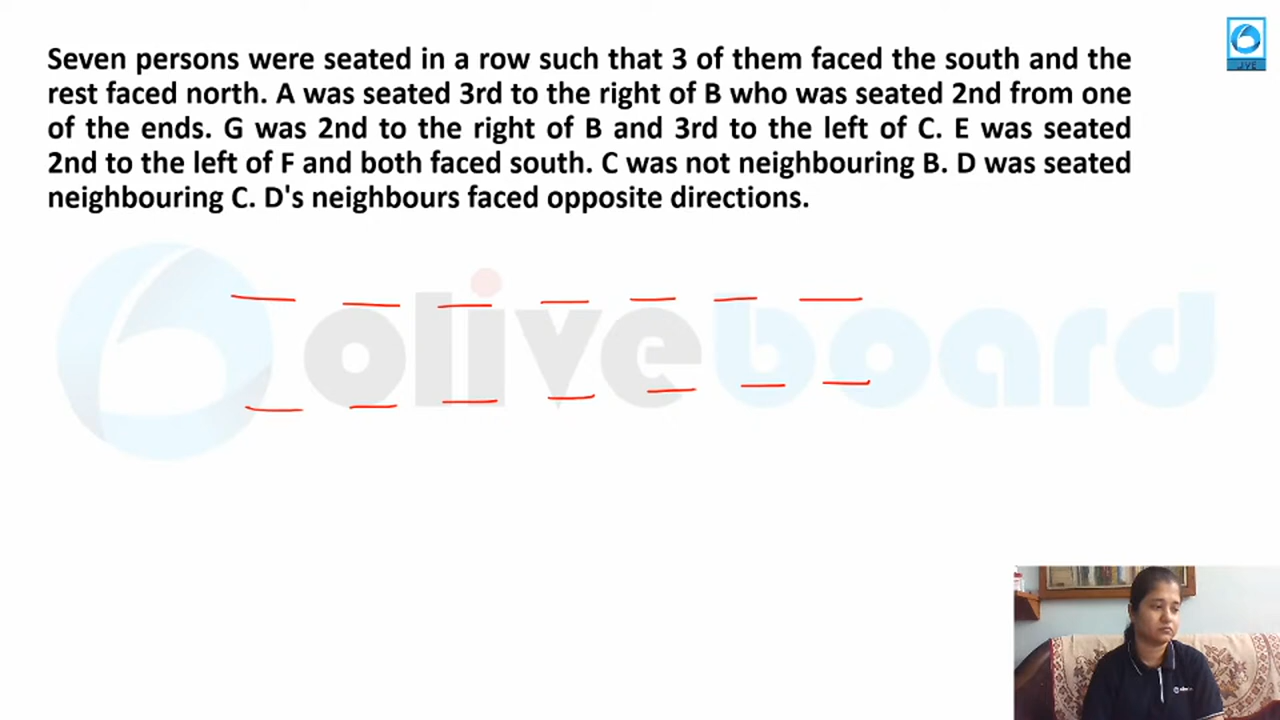 Seven persons were seated in a row such that 3 of them faced the south and the
rest faced north. A was seated 3rd to the right of B who was seated 2nd from one
of the ends. G was 2nd to the right of B and 3rd to the left of C. E was seated
2nd to the left of F and both faced south. C was not neighbouring B. D was seated
neighbouring C. D's neighbours faced opposite directions.
oliveboard
LIVE